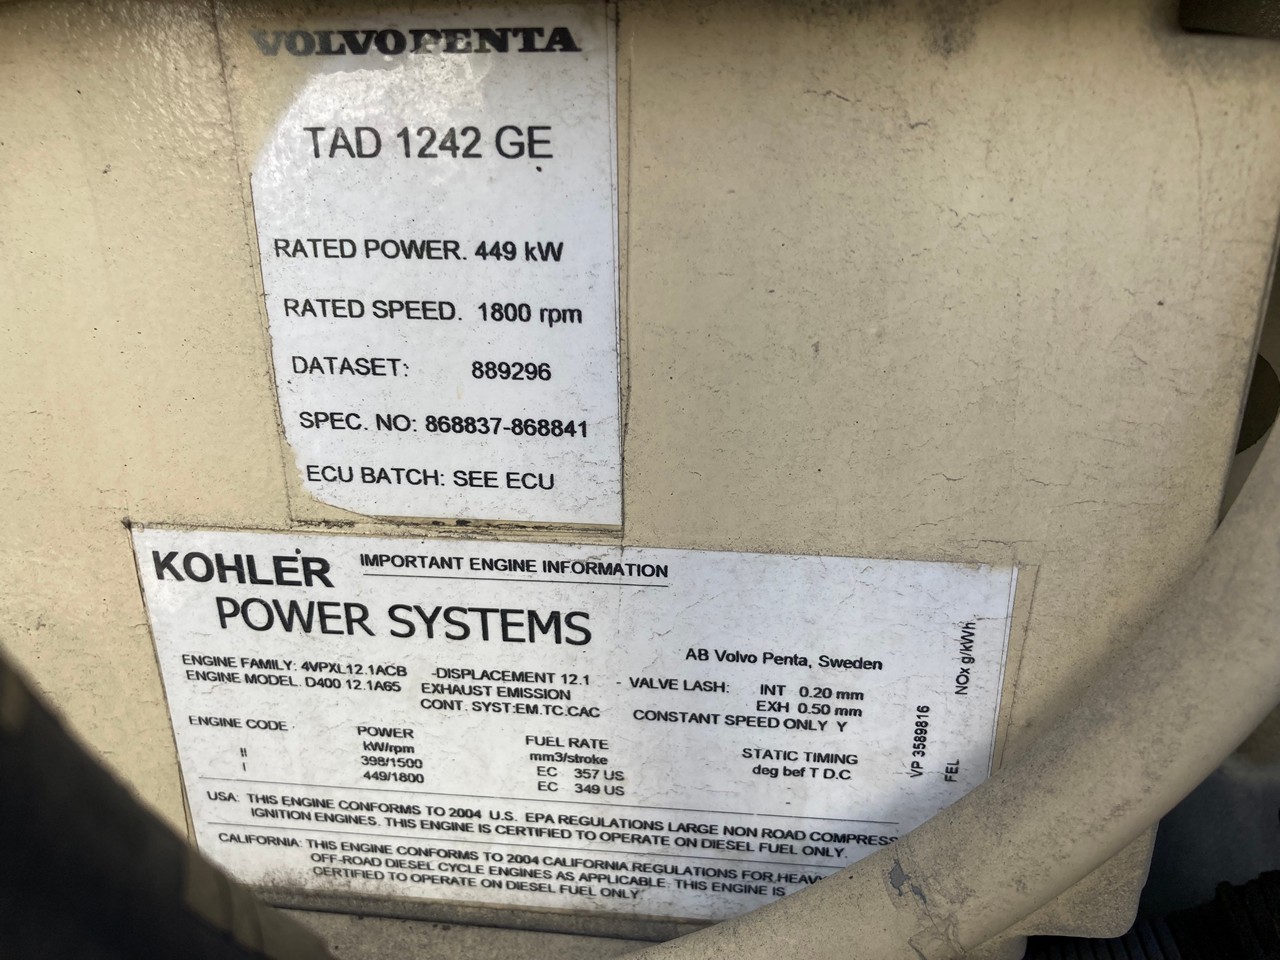 VOLVO PENTA
TAD 1242 GE
RATED POWER. 449 kW
RATED SPEED. 1800 rpm
DATASET: 889296
SPEC. NO: 868837-868841
ECU BATCH: SEE ECU
KOHLER
POWER SYSTEMS
IMPORTANT ENGINE INFORMATION
AB Volvo Penta, Sweden
ENGINE FAMILY: 4VPXL12.1ACB
ENGINE MODEL. D400 12.1A65
-DISPLACEMENT 12.1
EXHAUST EMISSION
CONT. SYST:EM.TC.CAC
- VALVE LASH: INT 0.20 mm
EXH 0.50 mm
CONSTANT SPEED ONLY Y
ENGINE CODE
II
I
POWER
kW/rpm
398/1500
449/1800
FUEL RATE
mm3/stroke
EC 357 US
EC 349 US
STATIC TIMING
deg bef T D.C
-
VP 3589816
FEL
NOx g/kWh
USA: THIS ENGINE CONFORMS TO 2004 U.S. EPA REGULATIONS LARGE NON ROAD COMPRESS
IGNITION ENGINES. THIS ENGINE IS CERTIFIED TO OPERATE ON DIESEL FUEL ONLY.
CALIFORNIA: THIS ENGINE CONFORMS TO 2004 CALIFORNIA REGULATIONS FOR HEAV
OFF-ROAD DIESEL CYCLE ENGINES AS APPLICABLE. THIS ENGINE IS
CERTIFIED TO OPERATE ON DIESEL FUEL ONLY